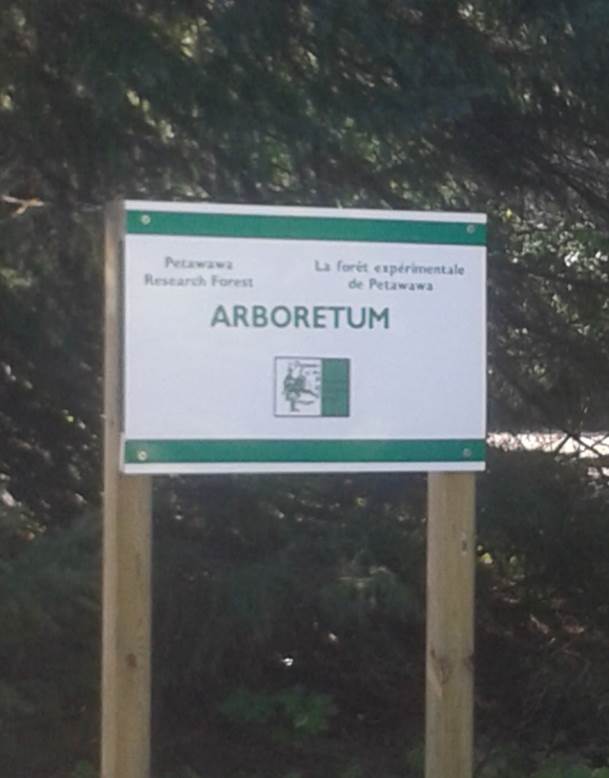 Petawawa
Research Forest
La forêt expérimentale
de Petawawa
ARBORETUM